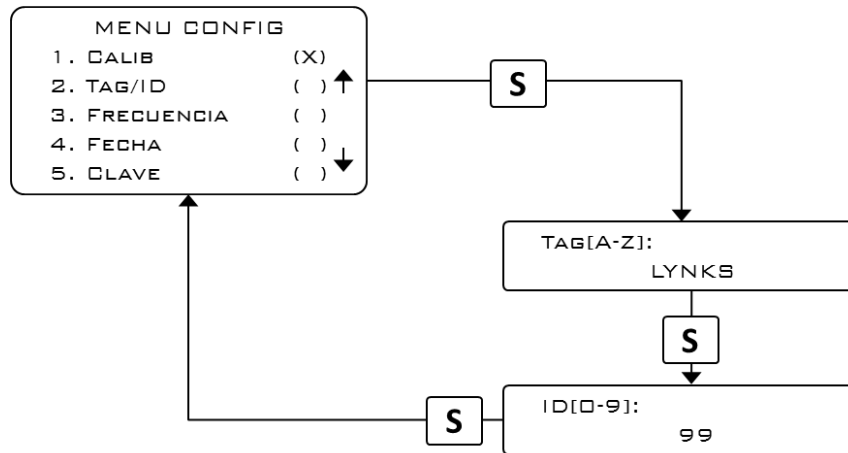 MENU CONFIG
1. CALIB (X)
2. TAG/ID ( )
3. FRECUENCIA ( )
4. FECHA ( )
5. CLAVE ( )
S
TAG[A-Z]:
LYNKS
S
ID[0-9]:
99
S